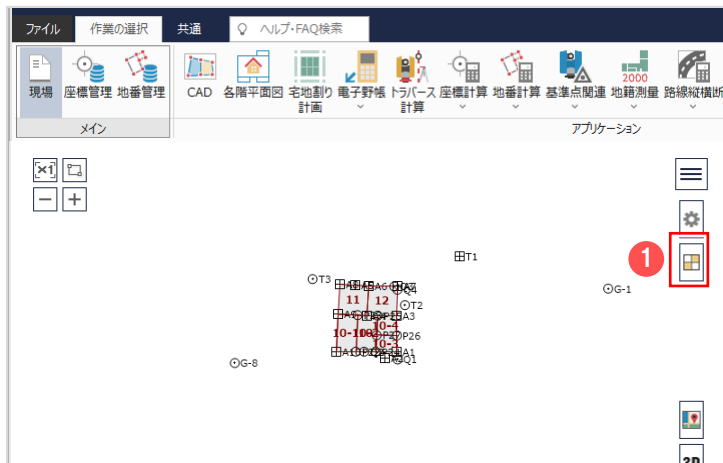 ファイル 作業の選択 共通 ヘルプ・FAQ検索
現場 座標管理 地番管理 CAD 各階平面図 宅地割り 電子野帳 トラバース 座標計算 地番計算 基準点関連 地籍測量 路線縦横断
計画 計算
メイン アプリケーション
×1
1
T1
T3
G-1
11 12
T2
A3
10-4
P26
10-3
A1
Q1
G-8
3D